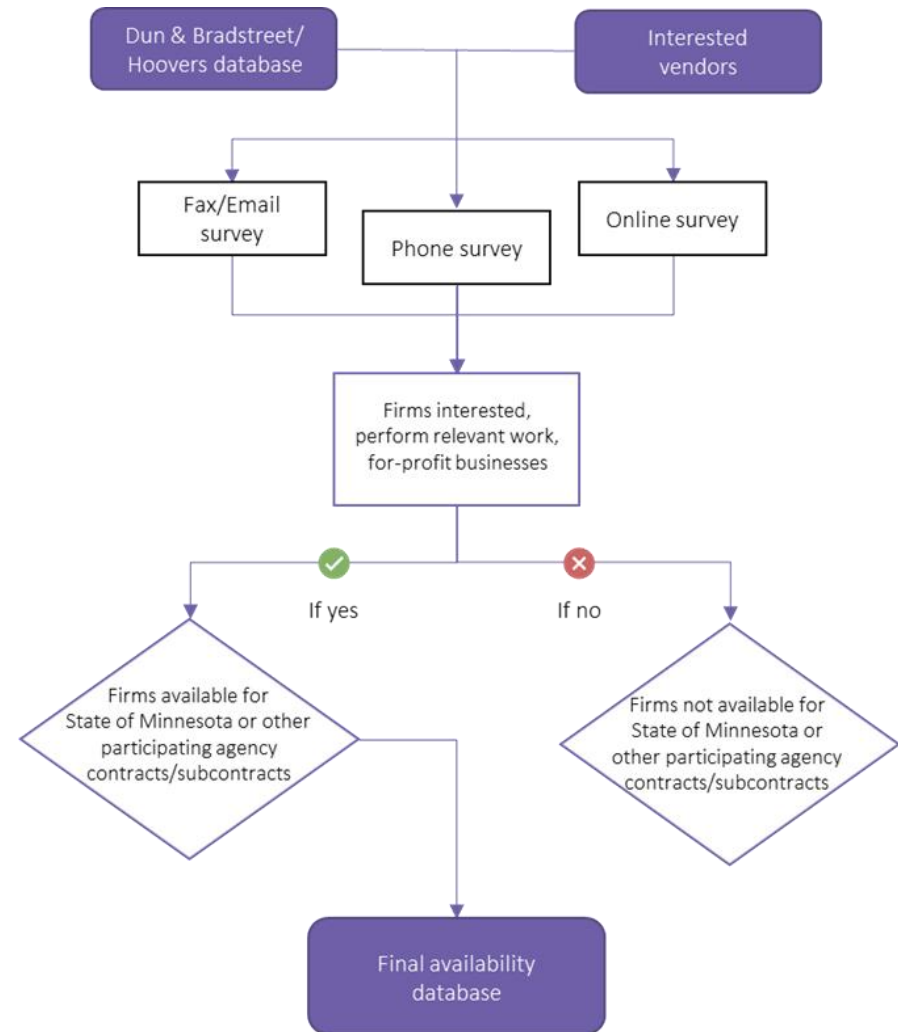 Dun & Bradstreet/
Hoovers database
Interested
vendors
Fax/Email
survey
Phone survey
Online survey
Firms interested,
perform relevant work,
for-profit businesses
If yes
If no
Firms available for
State of Minnesota or other
participating agency
contracts/subcontracts
Firms not available for
State of Minnesota or
other participating agency
contracts/subcontracts
Final availability
database